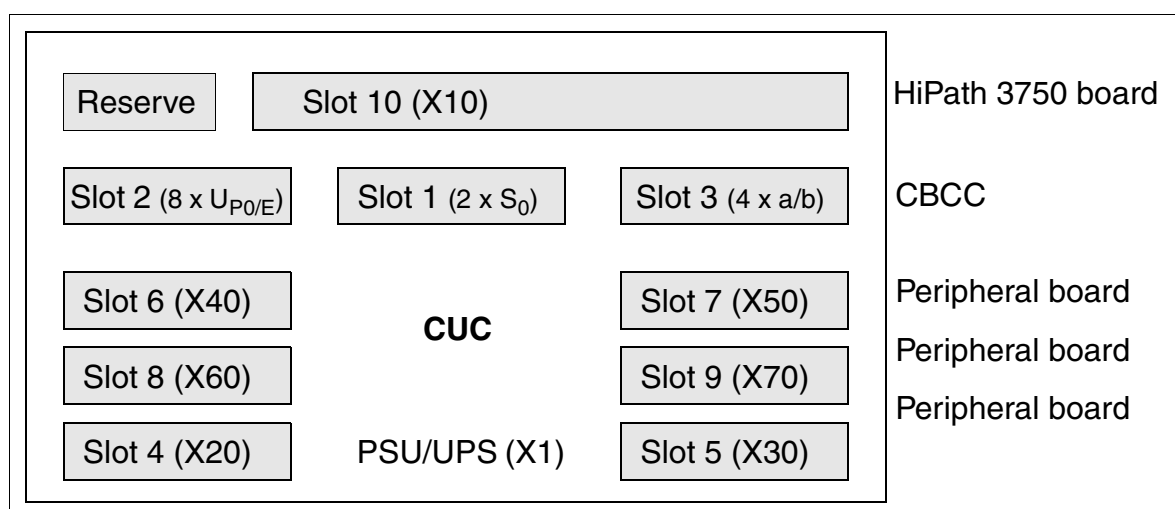 Reserve Slot 10 (X10) HiPath 3750 board
Slot 2 (8 x UP0/E) Slot 1 (2 x S0) Slot 3 (4 x a/b) CBCC
Slot 6 (X40) Slot 7 (X50) Peripheral board
CUC
Slot 8 (X60) Slot 9 (X70) Peripheral board
Slot 4 (X20) PSU/UPS (X1) Slot 5 (X30) Peripheral board